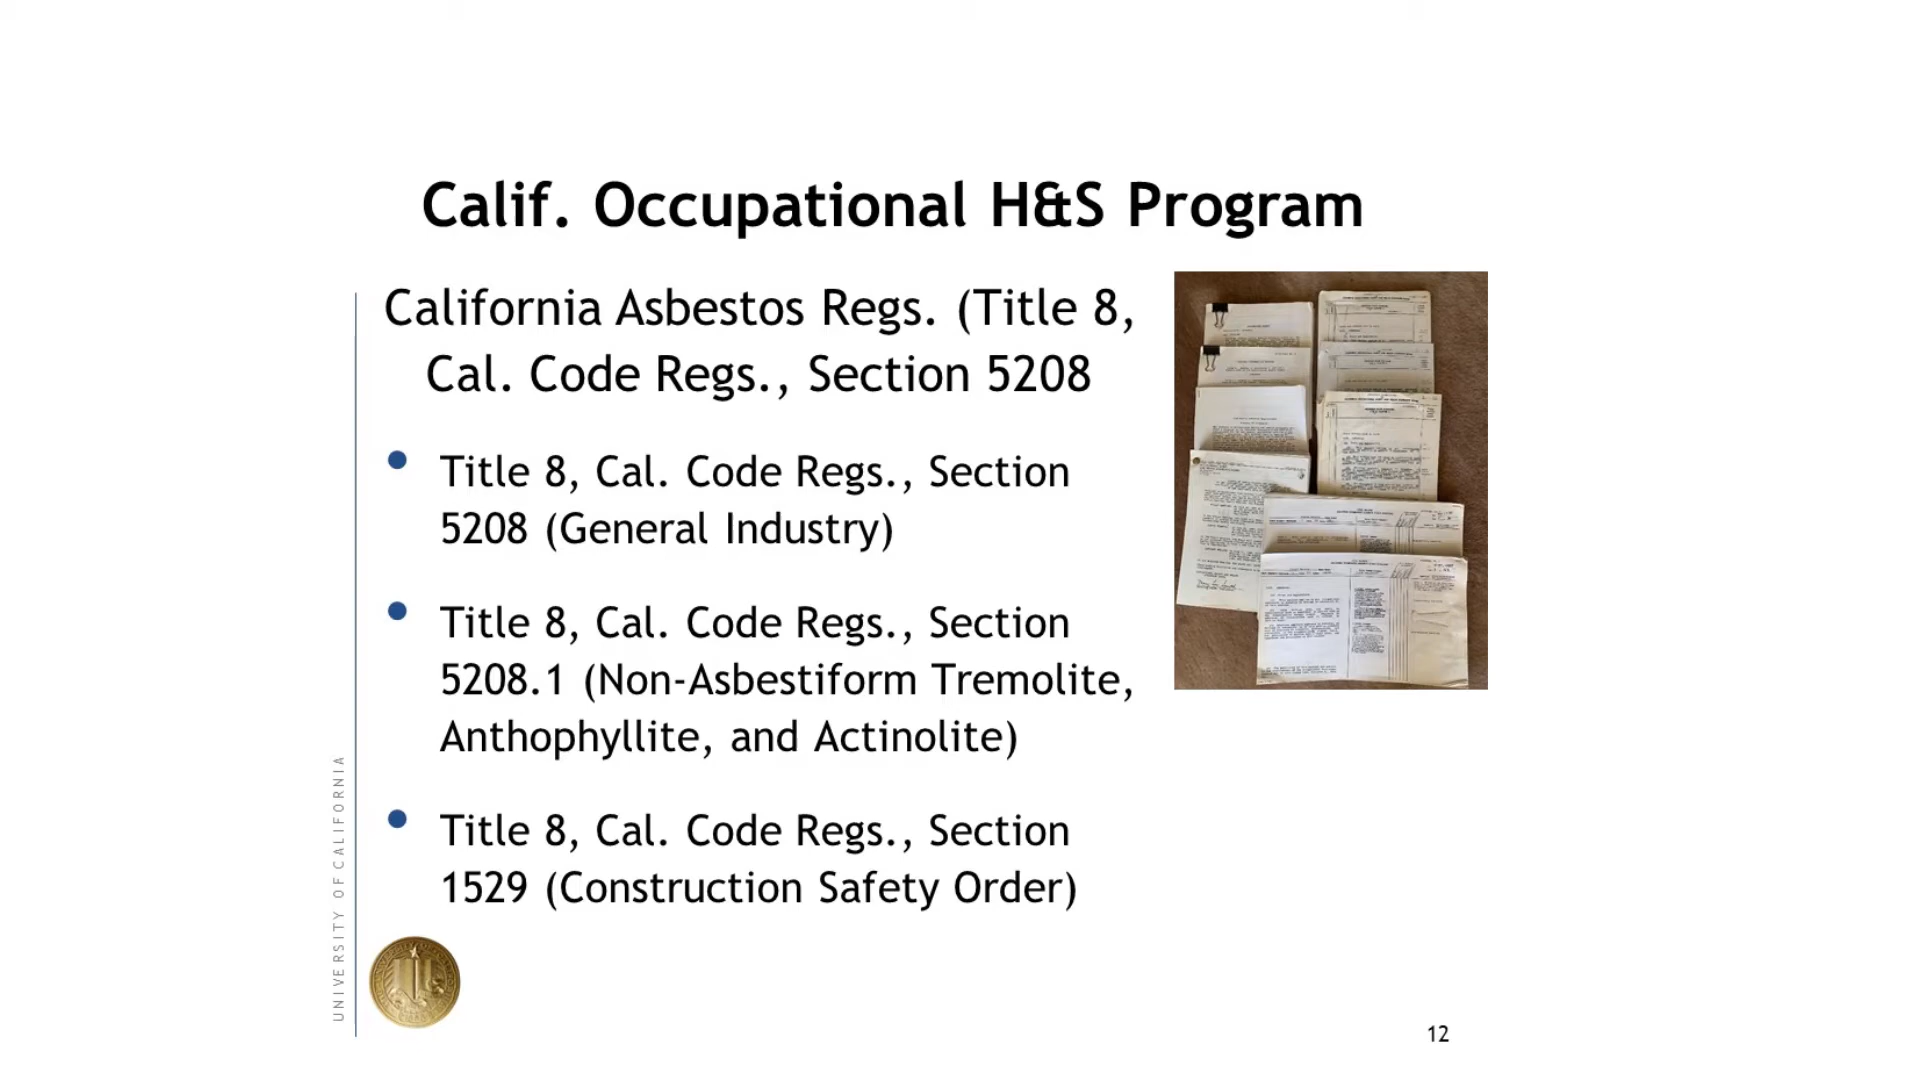 Calif. Occupational H&S Program
California Asbestos Regs. (Title 8,
Cal. Code Regs., Section 5208
Title 8, Cal. Code Regs., Section
5208 (General Industry)
Title 8, Cal. Code Regs., Section
5208.1 (Non-Asbestiform Tremolite,
Anthophyllite, and Actinolite)
Title 8, Cal. Code Regs., Section
1529 (Construction Safety Order)
UNIVERSITY OF CALIFORNIA
12